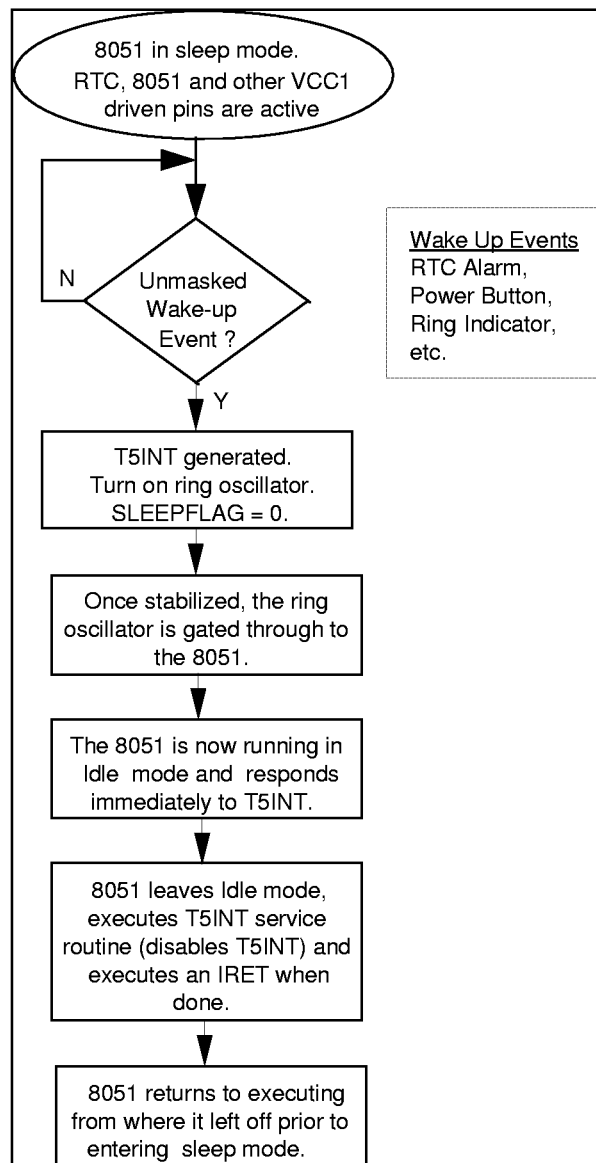 8051 in sleep mode.
RTC, 8051 and other VCC1
driven pins are active
N
Unmasked
Wake-up
Event ?
Y
Wake Up Events
RTC Alarm,
Power Button,
Ring Indicator,
etc.
T5INT generated.
Turn on ring oscillator.
SLEEPFLAG = 0.
Once stabilized, the ring
oscillator is gated through to
the 8051.
The 8051 is now running in
Idle mode and responds
immediately to T5INT.
8051 leaves Idle mode,
executes T5INT service
routine (disables T5INT) and
executes an IRET when
done.
8051 returns to executing
from where it left off prior to
entering sleep mode.